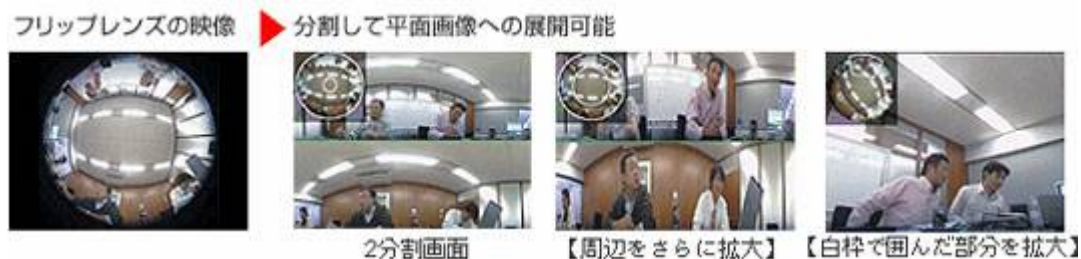 フリップレンズの映像
分割して平面画像への展開可能
2分割画面
【周辺をさらに拡大】
【白枠で囲んだ部分を拡大】